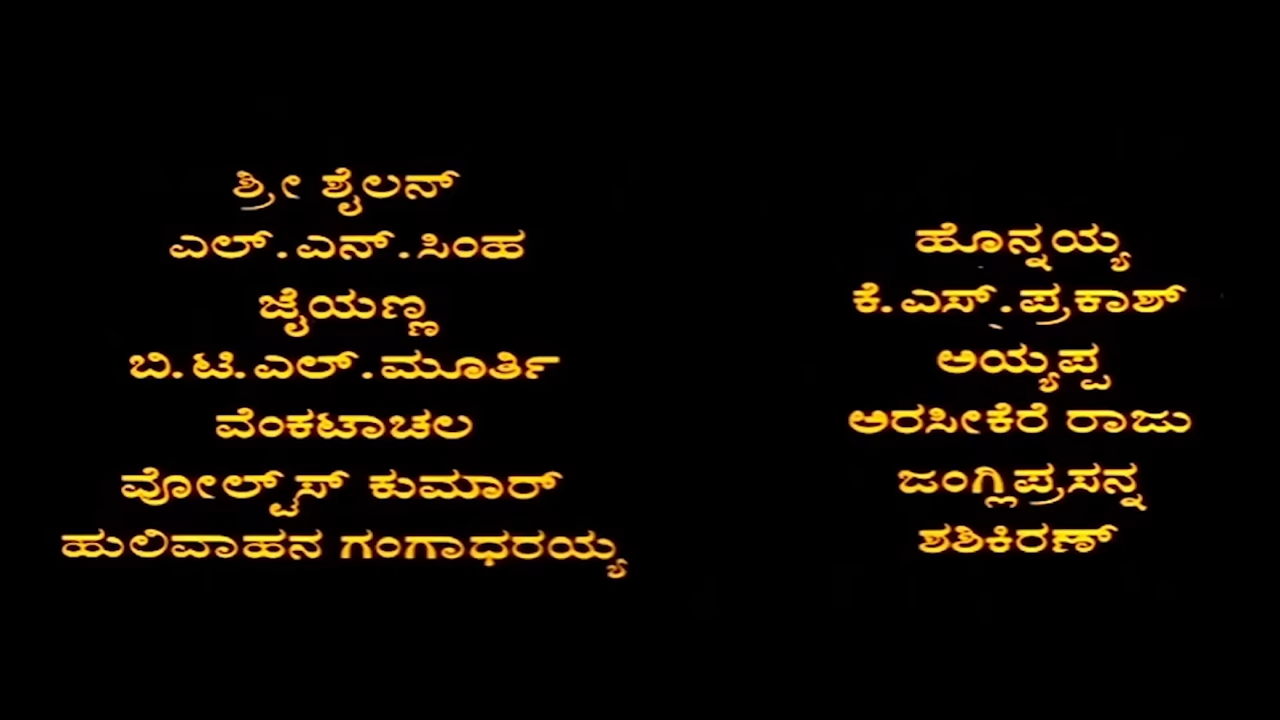 ಶ್ರೀ ಶೈಲನ್
ಎಲ್.ಎನ್.ಸಿಂಹ
ಜೈಯಣ್ಣ
ಬಿ.ಟಿ.ಎಲ್.ಮೂರ್ತಿ
ವೆಂಕಟಾಚಲ
ವೋಲ್ಟ್‌ಸ್ ಕುಮಾರ್
ಹುಲಿವಾಹನ ಗಂಗಾಧರಯ್ಯ
ಹೊನ್ನಯ್ಯ
ಕೆ.ಎಸ್.ಪ್ರಕಾಶ್
ಅಯ್ಯಪ್ಪ
ಅರಸೀಕೆರೆ ರಾಜು
ಜಂಗ್ಲಿಪ್ರಸನ್ನ
ಶಶಿಕಿರಣ್